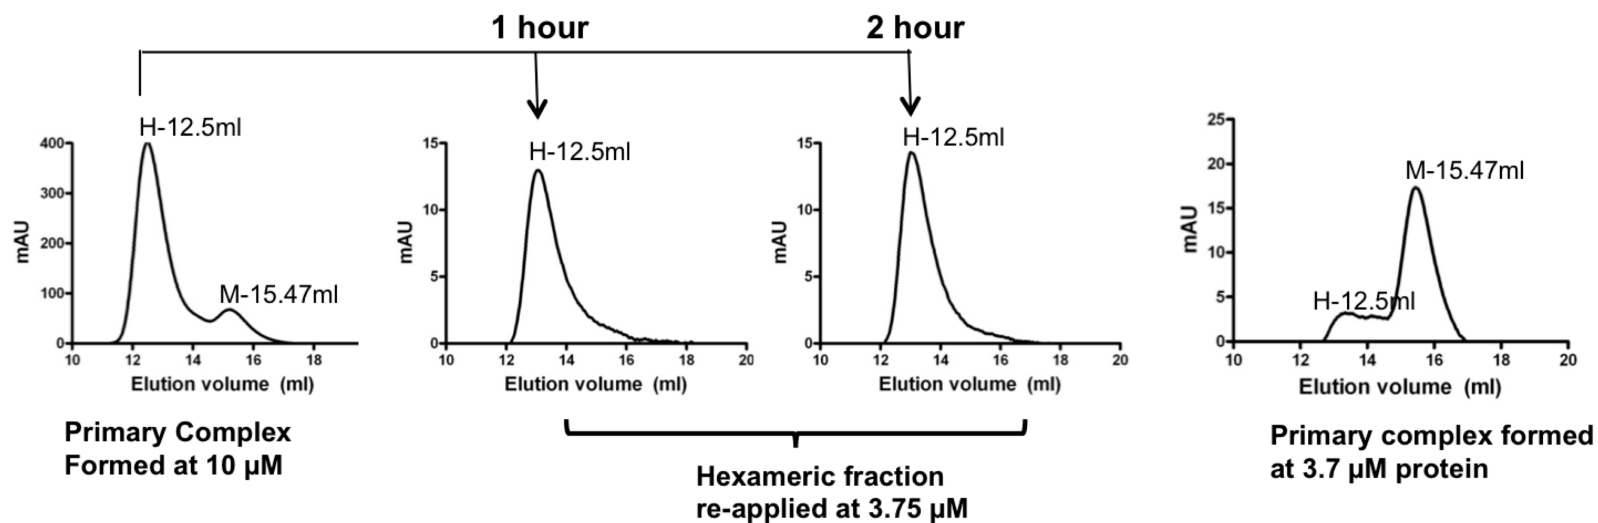 1 hour
2 hour
H-12.5ml
M-15.47ml
400
300
200
100
0
mAU
10
12
14
16
18
Elution volume (ml)
Primary Complex
Formed at 10 µM
H-12.5ml
15
10
5
0
mAU
10
12
14
16
18
20
Elution volume (ml)
H-12.5ml
15
10
5
0
mAU
10
12
14
16
18
20
Elution volume (ml)
Hexameric fraction
re-applied at 3.75 µM
M-15.47ml
H-12.5ml
25
20
15
10
5
0
mAU
10
12
14
16
18
20
Elution volume (ml)
Primary complex formed
at 3.7 µM protein